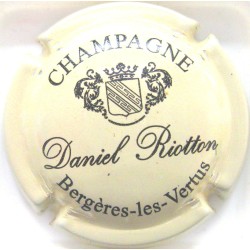 CHAMPAGNE
Daniel Riotton
Bergères-les-Vertus